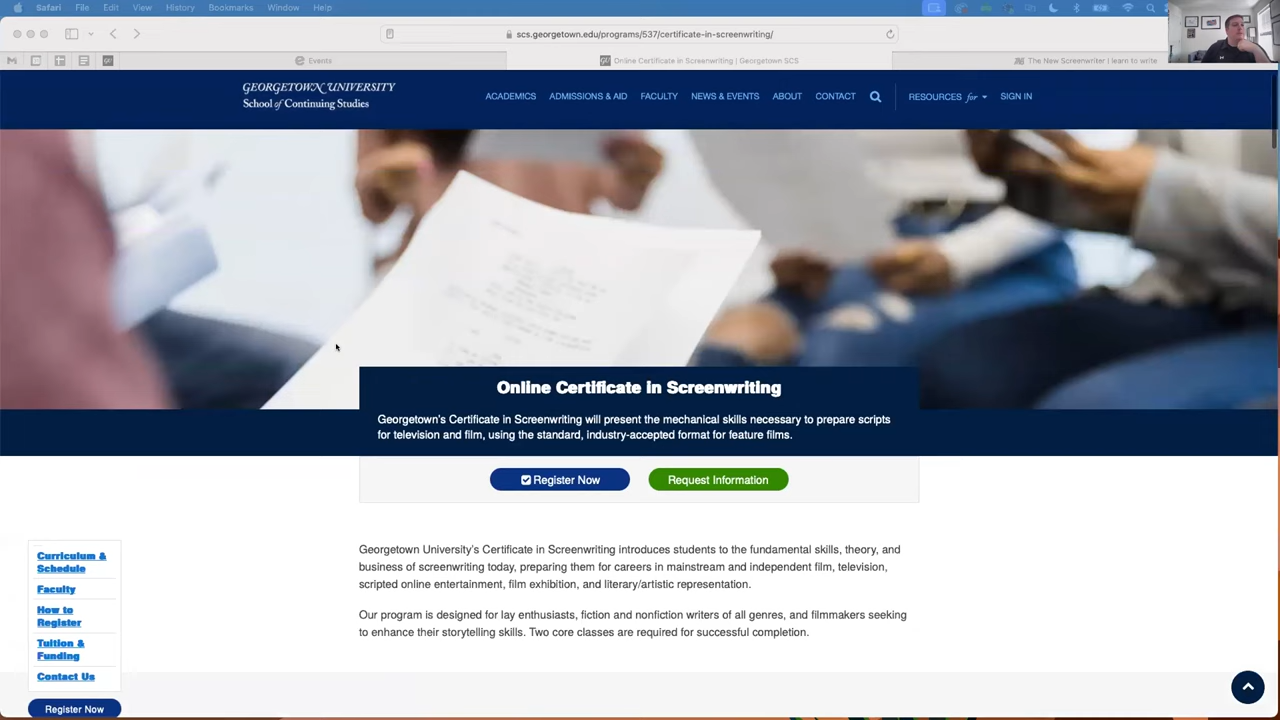 Safari File Edit View History Bookmarks Window Help
scs.georgetown.edu/programs/537/certificate-in-screenwriting/
Events
Online Certificate in Screenwriting | Georgetown SCS
The New Screenwriter | learn to write
GEORGETOWN UNIVERSITY
School of Continuing Studies
ACADEMICS ADMISSIONS & AID FACULTY NEWS & EVENTS ABOUT CONTACT RESOURCES for SIGN IN
Online Certificate in Screenwriting
Georgetown's Certificate in Screenwriting will present the mechanical skills necessary to prepare scripts
for television and film, using the standard, industry-accepted format for feature films.
Register Now Request Information
Georgetown University's Certificate in Screenwriting introduces students to the fundamental skills, theory, and
business of screenwriting today, preparing them for careers in mainstream and independent film, television,
scripted online entertainment, film exhibition, and literary/artistic representation.
Our program is designed for lay enthusiasts, fiction and nonfiction writers of all genres, and filmmakers seeking
to enhance their storytelling skills. Two core classes are required for successful completion.
Curriculum &
Schedule
Faculty
How to
Register
Tuition &
Funding
Contact Us
Register Now